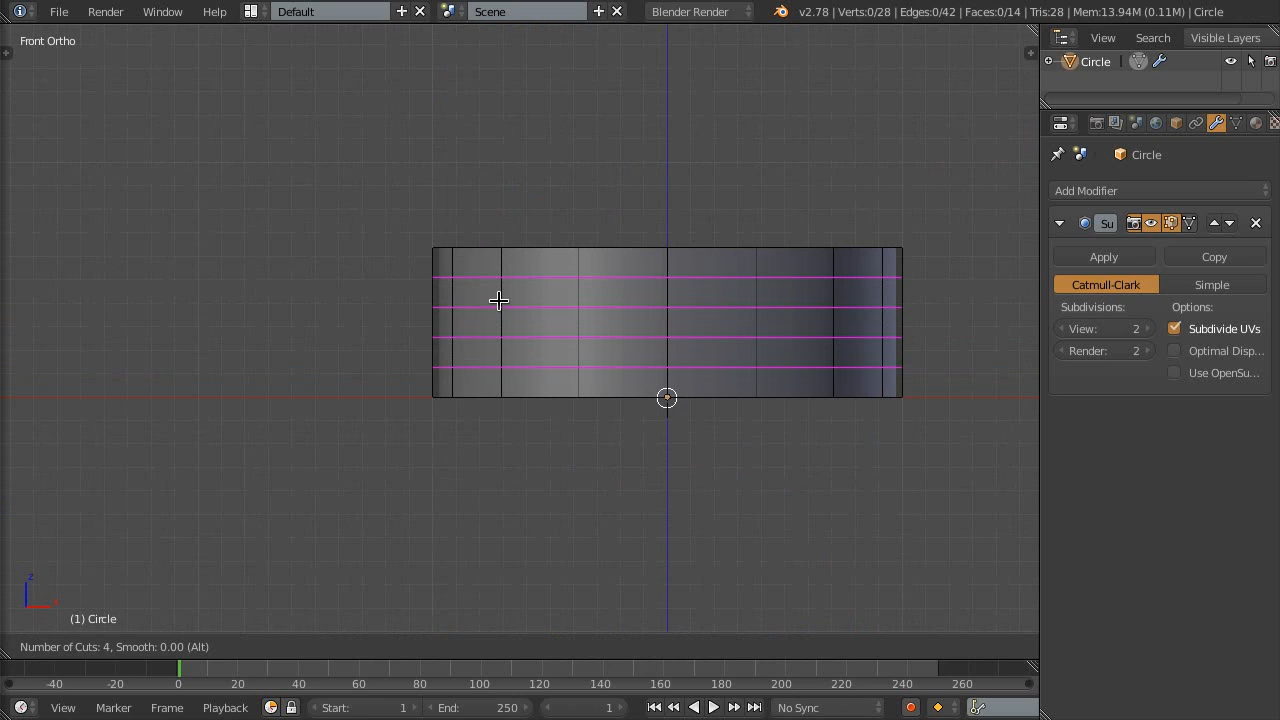 File Render Window Help Default Scene Blender Render v2.78 | Verts:0/28 | Edges:0/42 | Faces:0/14 | Tris:28 | Mem:13.94M (0.11M) | Circle
Front Ortho
View Search Visible Layers
Circle
Circle
Add Modifier
Su
Apply Copy
Catmull-Clark Simple
Subdivisions: Options:
View: 2 Subdivide UVs
Render: 2 Optimal Disp...
Use OpenSu...
z
x
(1) Circle
Number of Cuts: 4, Smooth: 0.00 (Alt)
-40 -20 0 20 40 60 80 100 120 140 160 180 200 220 240 260
View Marker Frame Playback Start: 1 End: 250 1 No Sync